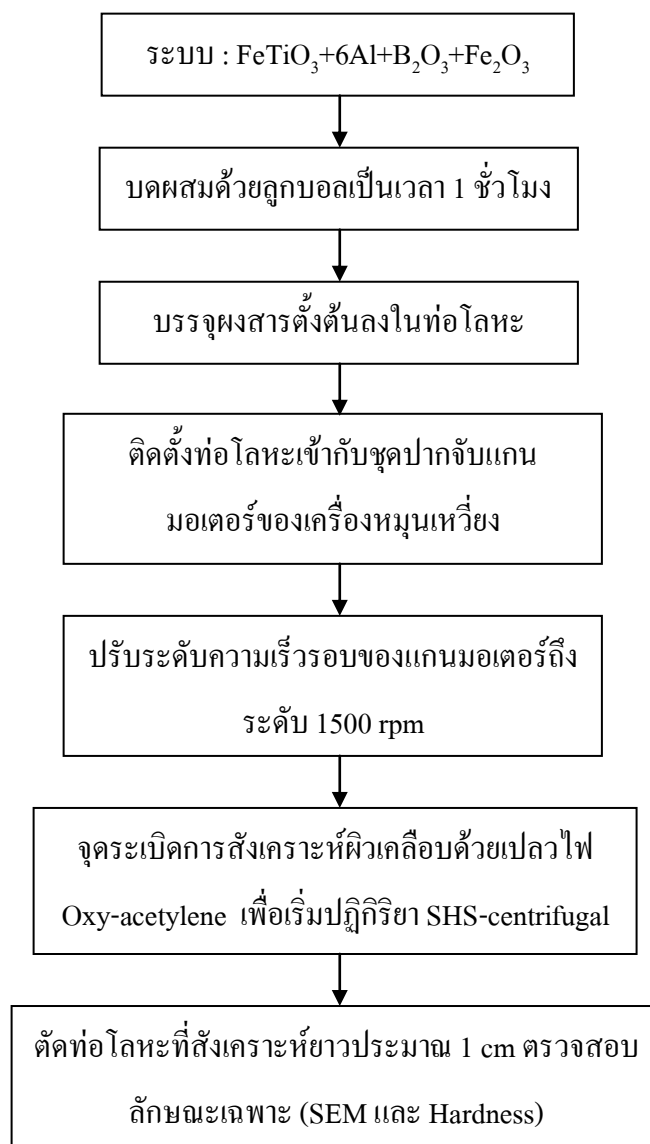 ระบบ : FeTiO₃+6Al+B₂O₃+Fe₂O₃
บดผสมด้วยลูกบอลเป็นเวลา 1 ชั่วโมง
บรรจุผงสารตั้งต้นลงในท่อโลหะ
ติดตั้งท่อโลหะเข้ากับชุดปากจับแกน
มอเตอร์ของเครื่องหมุนเหวี่ยง
ปรับระดับความเร็วรอบของแกนมอเตอร์ถึง
ระดับ 1500 rpm
จุดระเบิดการสังเคราะห์ผิวเคลือบด้วยเปลวไฟ
Oxy-acetylene เพื่อเริ่มปฏิกิริยา SHS-centrifugal
ตัดท่อโลหะที่สังเคราะห์ยาวประมาณ 1 cm ตรวจสอบ
ลักษณะเฉพาะ (SEM และ Hardness)